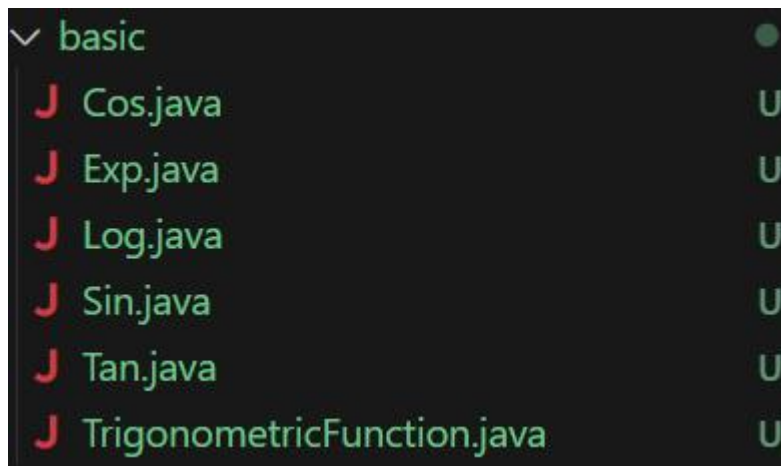 basic
J Cos.java U
J Exp.java U
J Log.java U
J Sin.java U
J Tan.java U
J TrigonometricFunction.java U